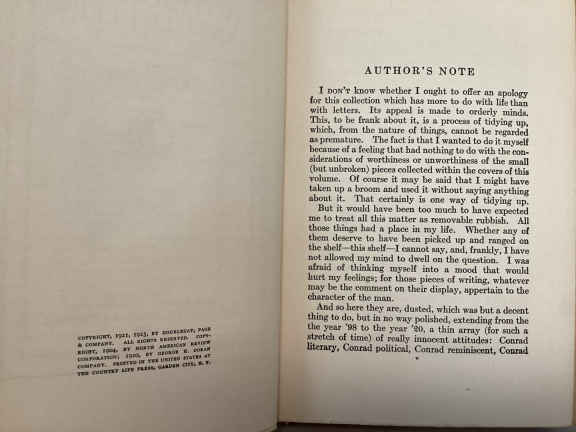 COPYRIGHT, 1921, 1923, BY DOUBLEDAY, PAGE
& COMPANY. ALL RIGHTS RESERVED. COPY-
RIGHT, 1904, BY NORTH AMERICAN REVIEW
CORPORATION; 1920, BY GEORGE H. DORAN
COMPANY. PRINTED IN THE UNITED STATES AT
THE COUNTRY LIFE PRESS, GARDEN CITY, N. Y.
AUTHOR'S NOTE
I DON'T know whether I ought to offer an apology
for this collection which has more to do with life than
with letters. Its appeal is made to orderly minds.
This, to be frank about it, is a process of tidying up,
which, from the nature of things, cannot be regarded
as premature. The fact is that I wanted to do it myself
because of a feeling that had nothing to do with the con-
siderations of worthiness or unworthiness of the small
(but unbroken) pieces collected within the covers of this
volume. Of course it may be said that I might have
taken up a broom and used it without saying anything
about it. That certainly is one way of tidying up.
But it would have been too much to have expected
me to treat all this matter as removable rubbish. All
those things had a place in my life. Whether any of
them deserve to have been picked up and ranged on
the shelf—this shelf—I cannot say, and, frankly, I have
not allowed my mind to dwell on the question. I was
afraid of thinking myself into a mood that would
hurt my feelings; for those pieces of writing, whatever
may be the comment on their display, appertain to the
character of the man.
And so here they are, dusted, which was but a decent
thing to do, but in no way polished, extending from the
the year '98 to the year '20, a thin array (for such a
stretch of time) of really innocent attitudes: Conrad
literary, Conrad political, Conrad reminiscent, Conrad